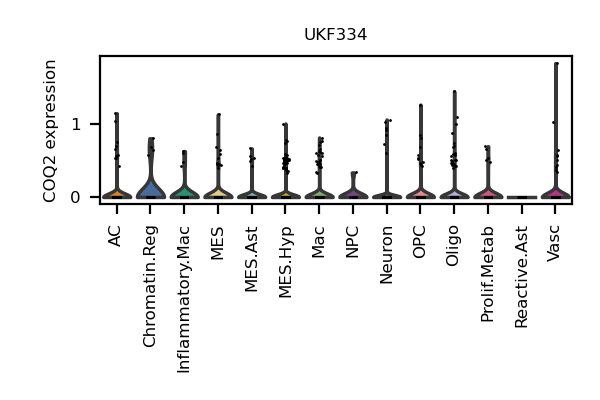 UKF334
COQ2 expression
1
0
AC
Chromatin.Reg
Inflammatory.Mac
MES
MES.Ast
MES.Hyp
Mac
NPC
Neuron
OPC
Oligo
Prolif.Metab
Reactive.Ast
Vasc